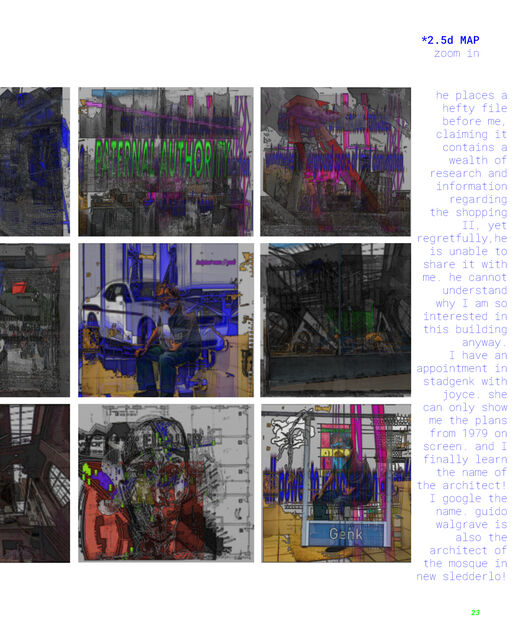 *2.5d MAP
zoom in
PATERNAL AUTHORITY
Genk
he places a
hefty file
before me,
claiming it
contains a
wealth of
research and
information
regarding
the shopping
II, yet
regretfully,he
is unable to
share it with
me. he cannot
understand
why I am so
interested in
this building
anyway.
I have an
appointment in
stadgenk with
joyce. she
can only show
me the plans
from 1979 on
screen. and I
finally learn
the name of
the architect!
I google the
name. guido
walgrave is
also the
architect of
the mosque in
new sledderlo!
23